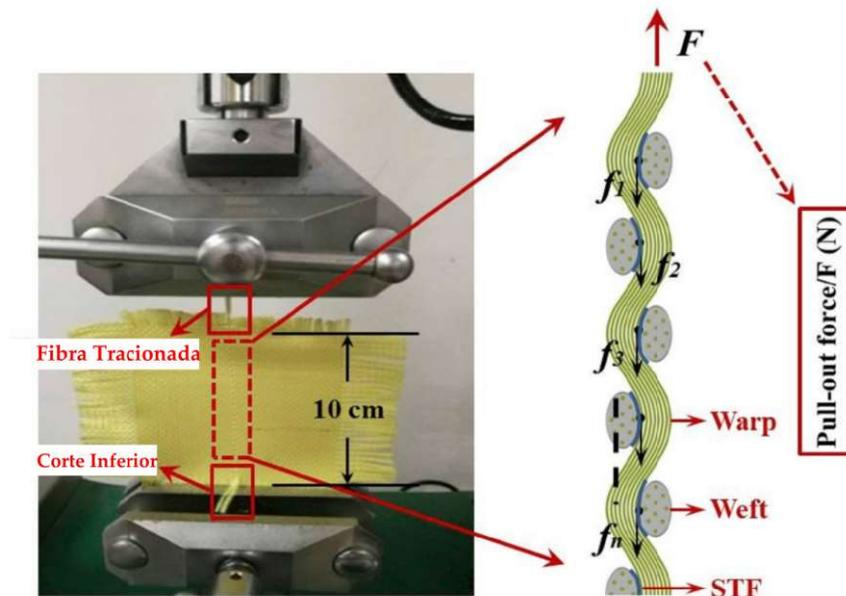 Fibra Tracionada
10 cm
Corte Inferior
F
f1
f2
f3
fn
Warp
Weft
STF
Pull-out force/F (N)